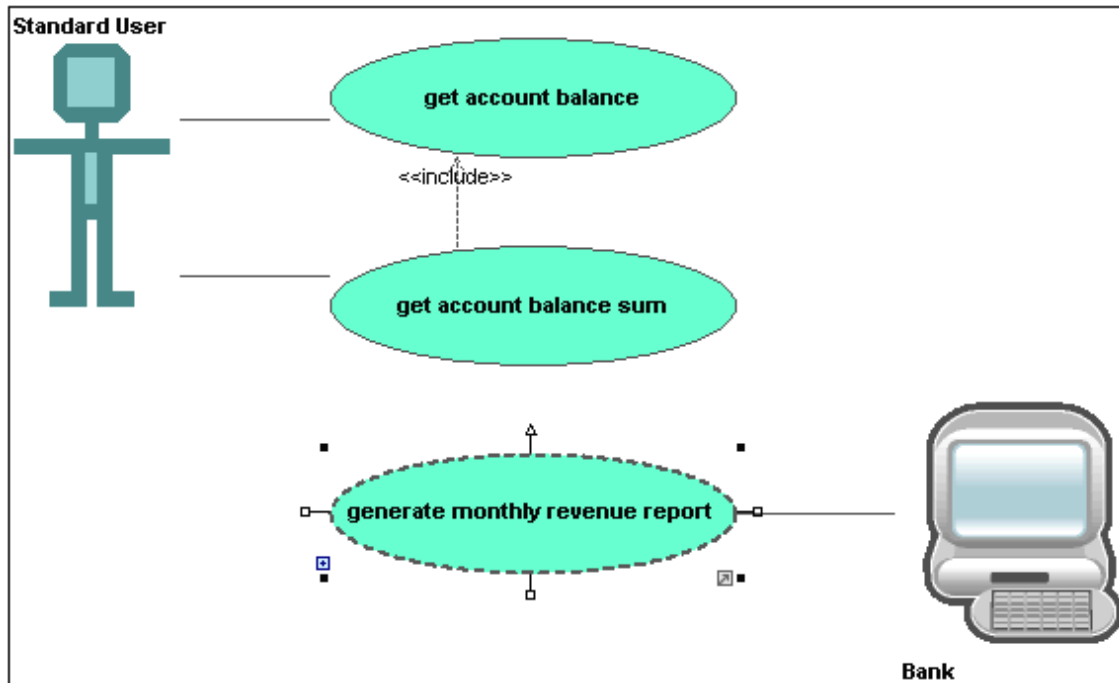 Standard User
get account balance
<<include>>
get account balance sum
generate monthly revenue report
Bank